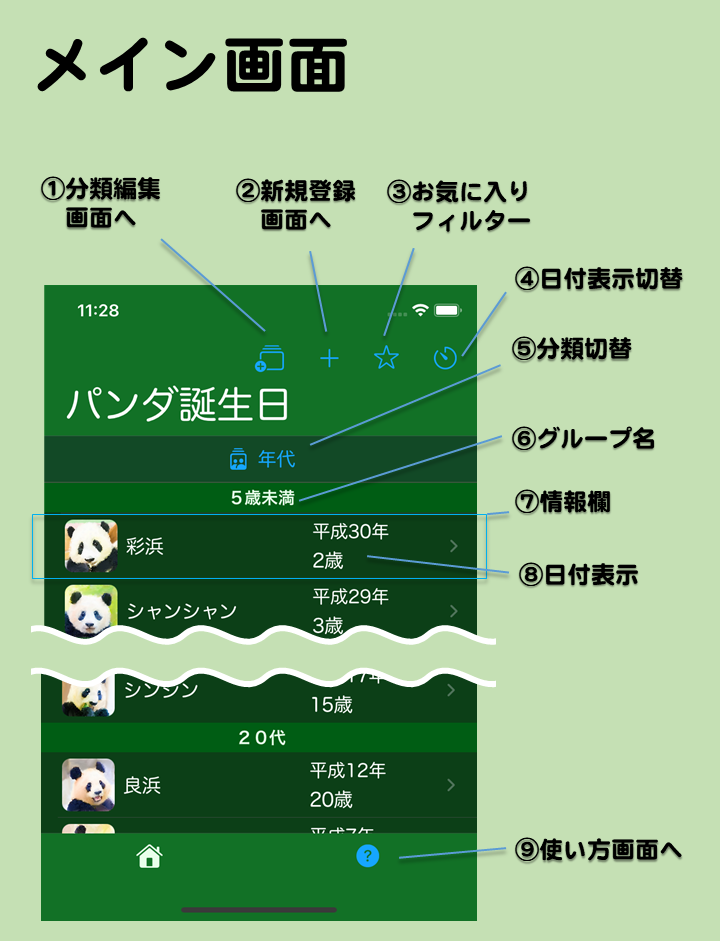 メイン画面
①分類編集
画面へ
②新規登録
画面へ
③お気に入り
フィルター
④日付表示切替
11:28
⑤分類切替
パンダ誕生日
⑥グループ名
年代
5歳未満
⑦情報欄
彩浜
平成30年
2歳
⑧日付表示
シャンシャン
平成29年
3歳
シンシン
15歳
20代
良浜
平成12年
20歳
平成7年
?
⑨使い方画面へ